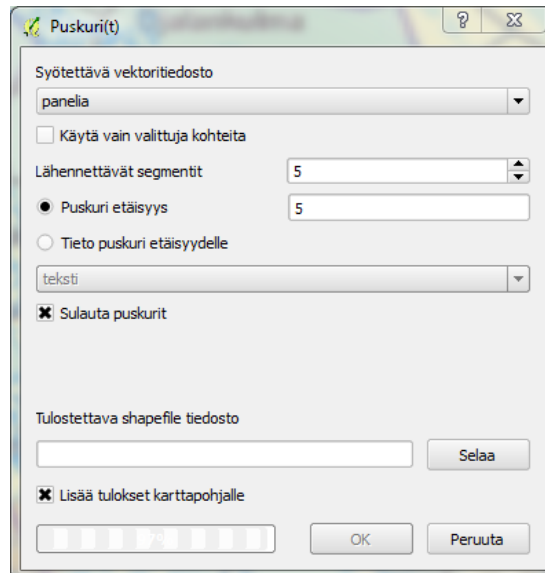 Puskuri(t)
Syötettävä vektoritiedosto
panelia
Käytä vain valittuja kohteita
Lähennettävät segmentit 5
Puskuri etäisyys 5
Tieto puskuri etäisyydelle
teksti
Sulauta puskurit
Tulostettava shapefile tiedosto
Selaa
Lisää tulokset karttapohjalle
OK Peruuta